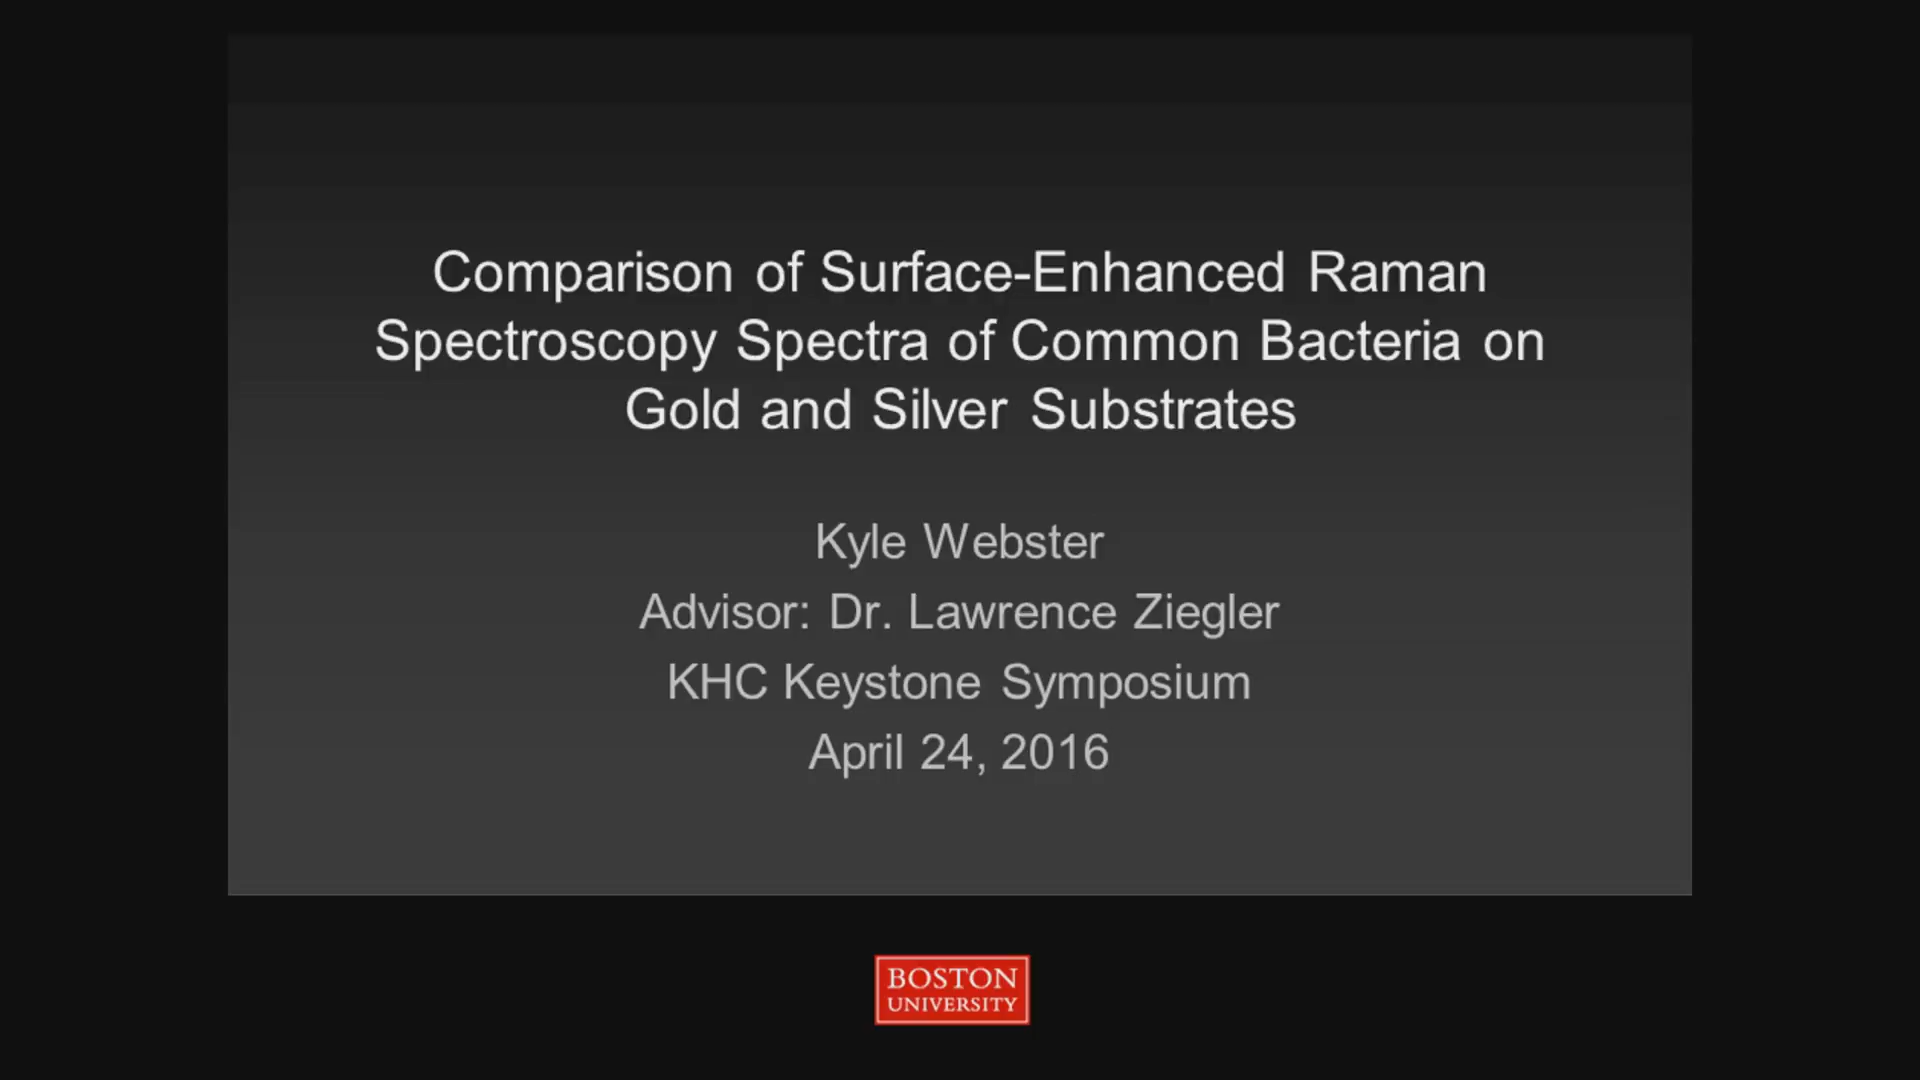 Comparison of Surface-Enhanced Raman
Spectroscopy Spectra of Common Bacteria on
Gold and Silver Substrates
Kyle Webster
Advisor: Dr. Lawrence Ziegler
KHC Keystone Symposium
April 24, 2016
BOSTON
UNIVERSITY